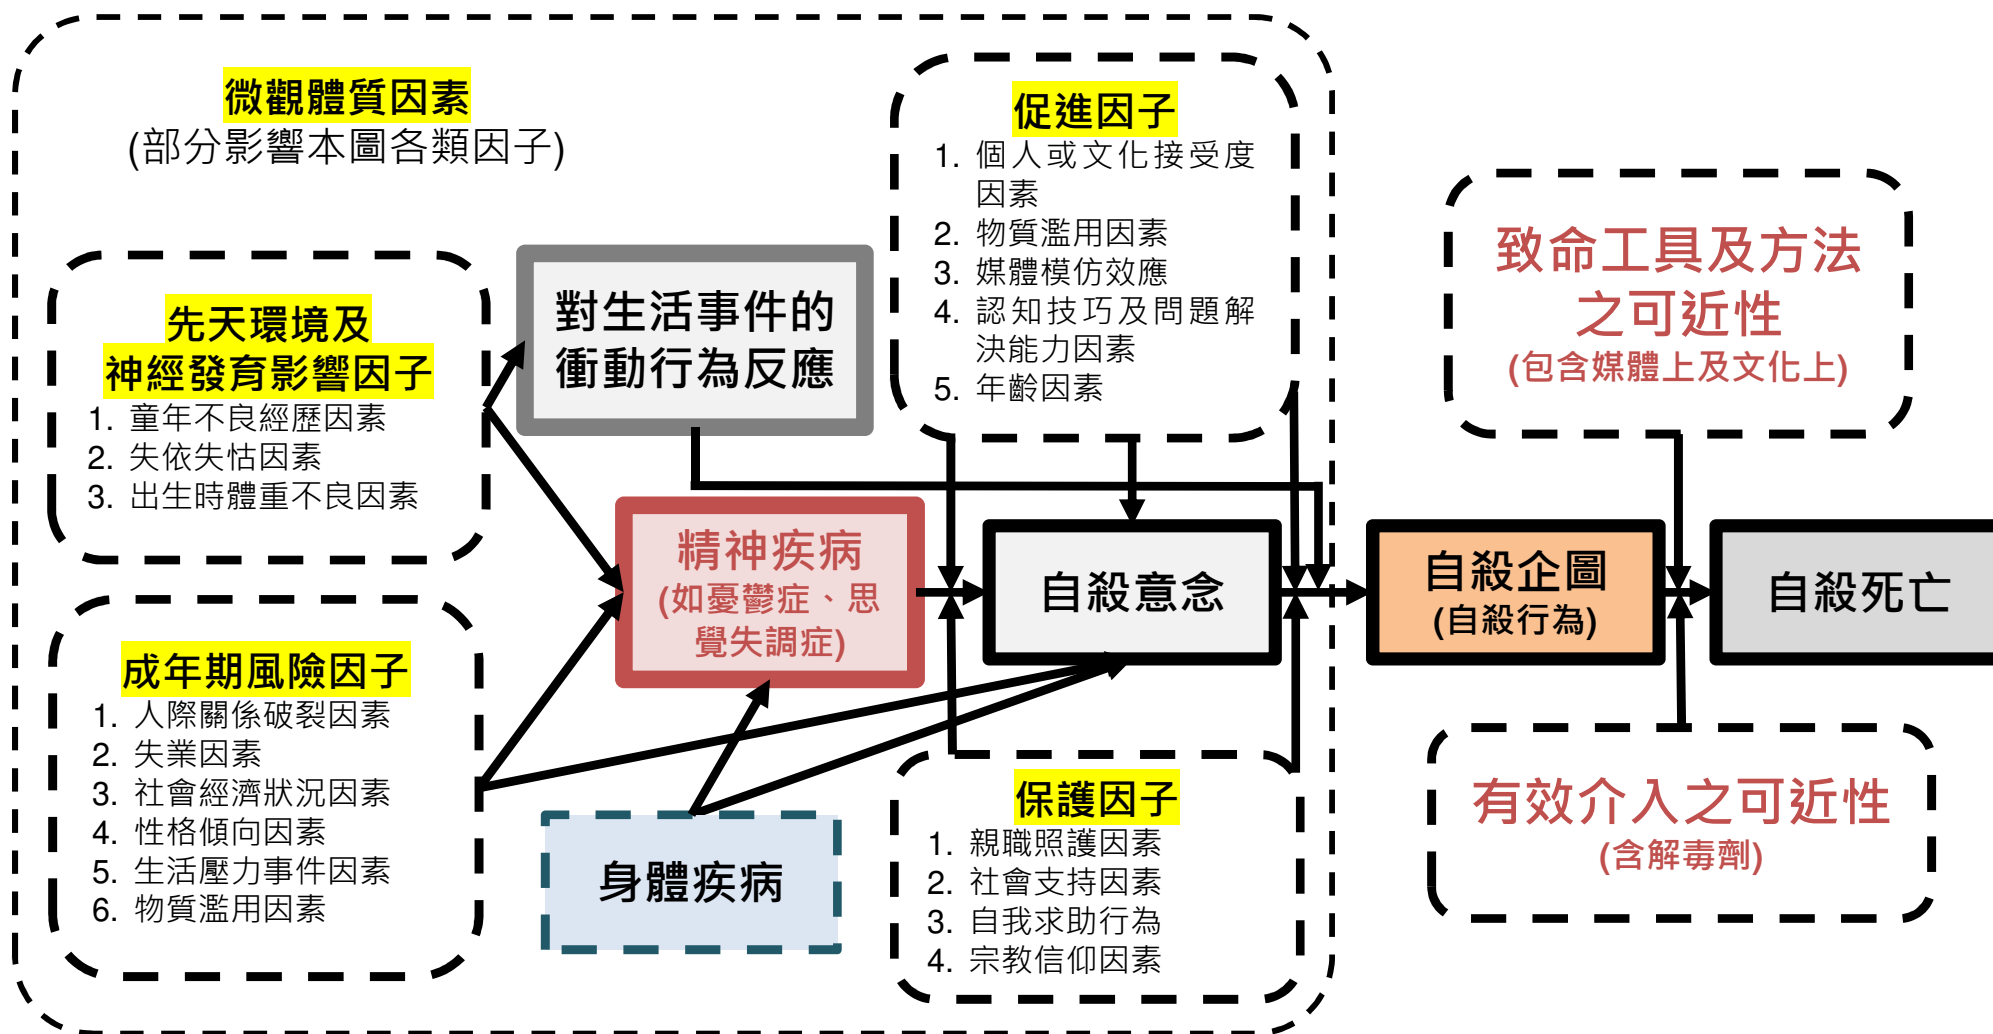 微觀體質因素
(部分影響本圖各類因子)
先天環境及
神經發育影響因子
1. 童年不良經歷因素
2. 失依失怙因素
3. 出生時體重不良因素
成年期風險因子
1. 人際關係破裂因素
2. 失業因素
3. 社會經濟狀況因素
4. 性格傾向因素
5. 生活壓力事件因素
6. 物質濫用因素
對生活事件的
衝動行為反應
精神疾病
(如憂鬱症、思
覺失調症)
身體疾病
促進因子
1. 個人或文化接受度
因素
2. 物質濫用因素
3. 媒體模仿效應
4. 認知技巧及問題解
決能力因素
5. 年齡因素
自殺意念
保護因子
1. 親職照護因素
2. 社會支持因素
3. 自我求助行為
4. 宗教信仰因素
致命工具及方法
之可近性
(包含媒體上及文化上)
自殺企圖
(自殺行為)
自殺死亡
有效介入之可近性
(含解毒劑)